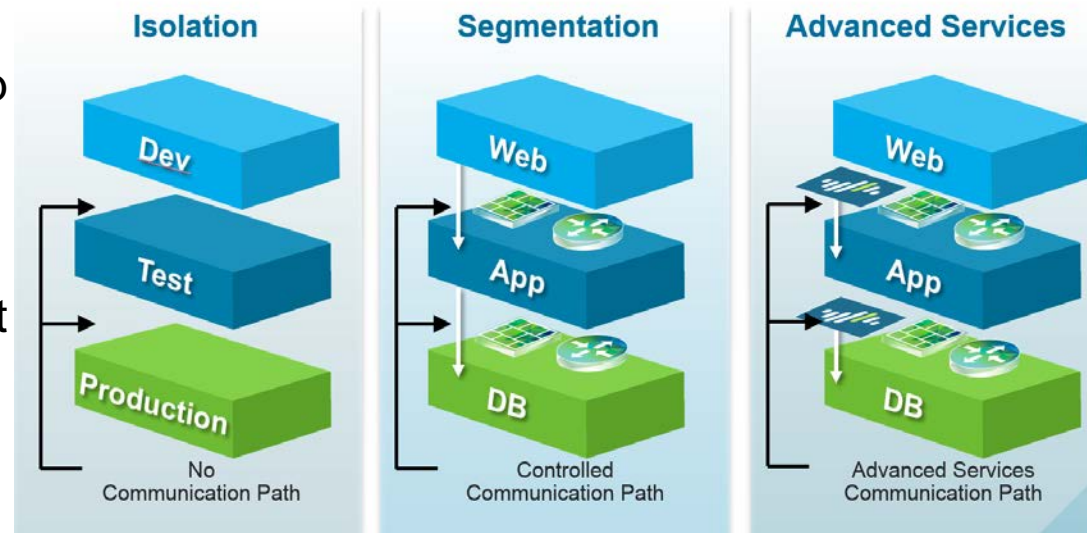 Isolation
Dev
Test
Production
No
Communication Path
Segmentation
Web
App
DB
Controlled
Communication Path
Advanced Services
Web
App
DB
Advanced Services
Communication Path